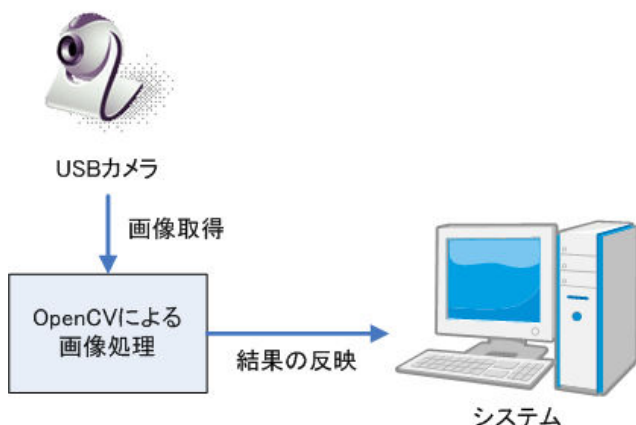 USBカメラ
画像取得
OpenCVによる
画像処理
結果の反映
システム